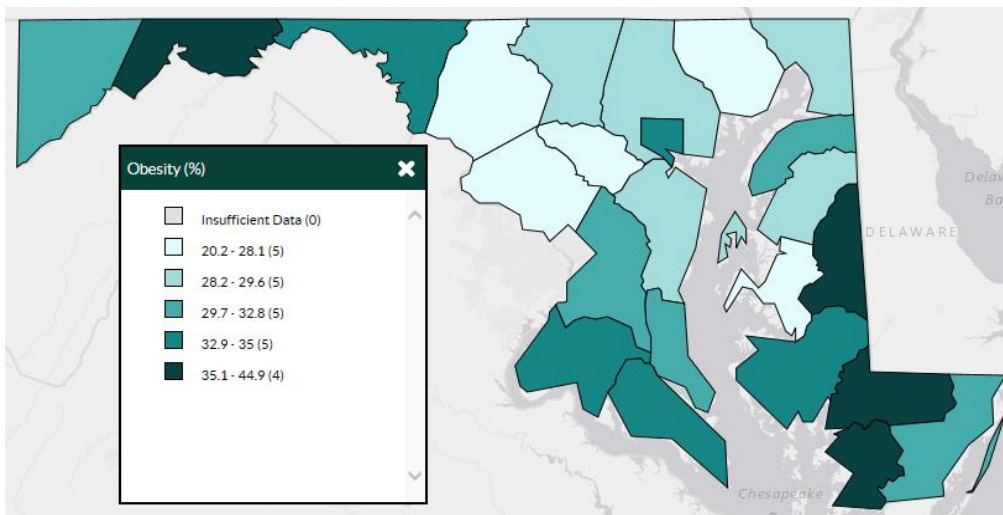 Obesity (%)
Insufficient Data (0)
20.2 - 28.1 (5)
28.2 - 29.6 (5)
29.7 - 32.8 (5)
32.9 - 35 (5)
35.1 - 44.9 (4)
DELAWARE
Ba
Chesapeake